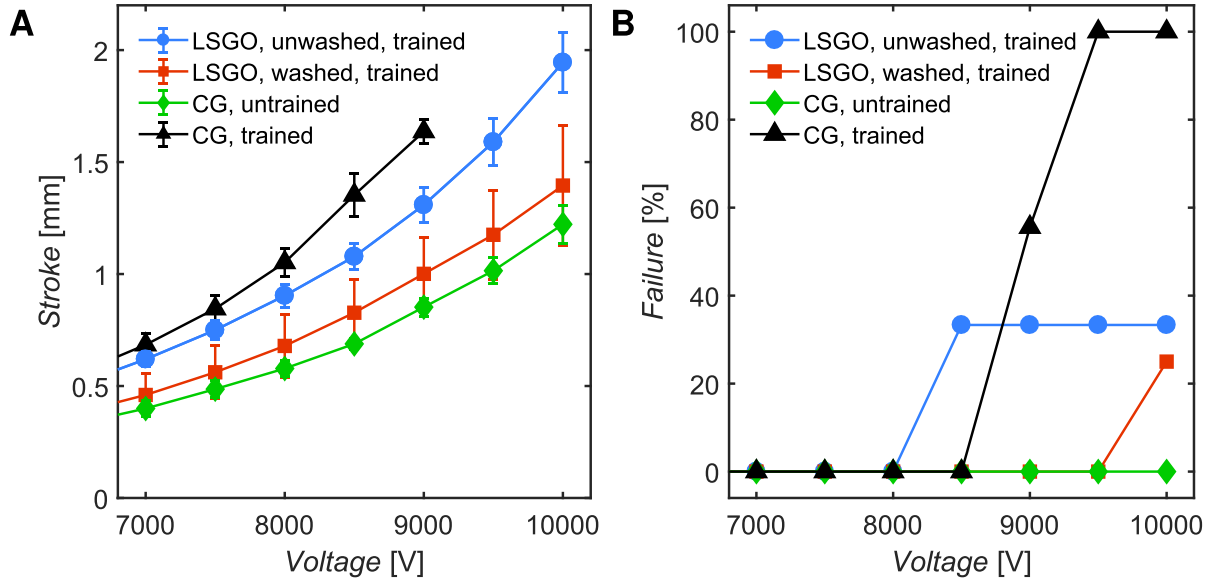 A
Stroke [mm]
2
1.5
1
0.5
0
LSGO, unwashed, trained
LSGO, washed, trained
CG, untrained
CG, trained
7000 8000 9000 10000
Voltage [V]
B
Failure [%]
100
80
60
40
20
0
LSGO, unwashed, trained
LSGO, washed, trained
CG, untrained
CG, trained
7000 8000 9000 10000
Voltage [V]